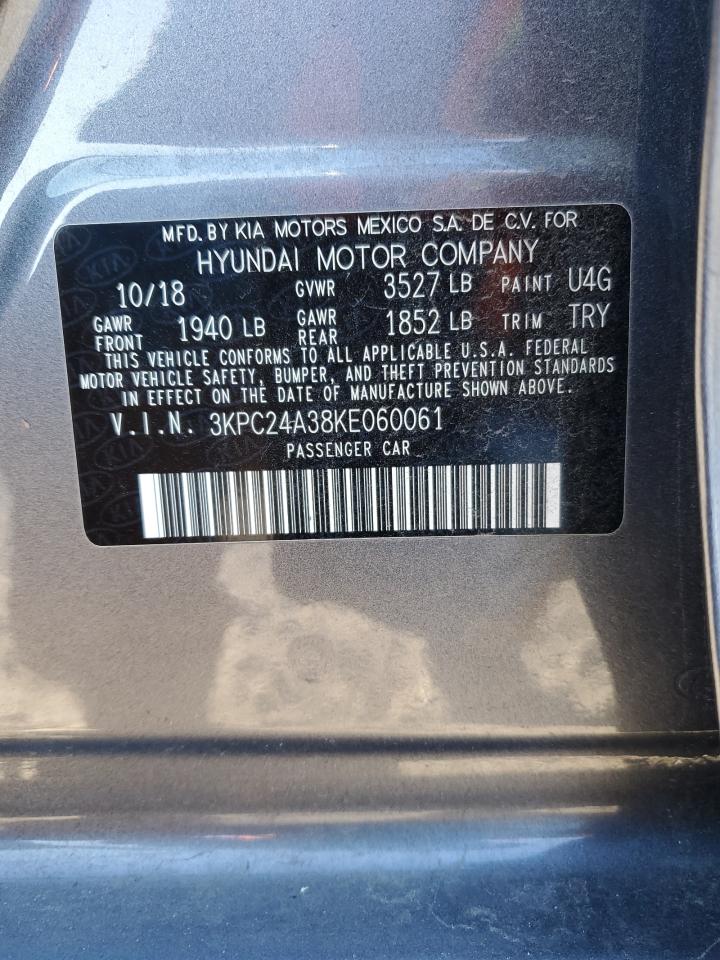 MFD. BY KIA MOTORS MEXICO S.A. DE C.V. FOR
HYUNDAI MOTOR COMPANY
10/18 GVWR 3527 LB PAINT U4G
GAWR FRONT 1940 LB GAWR REAR 1852 LB TRIM TRY
THIS VEHICLE CONFORMS TO ALL APPLICABLE U.S.A. FEDERAL
MOTOR VEHICLE SAFETY, BUMPER, AND THEFT PREVENTION STANDARDS
IN EFFECT ON THE DATE OF MANUFACTURE SHOWN ABOVE.
V.I.N. 3KPC24A38KE060061
PASSENGER CAR